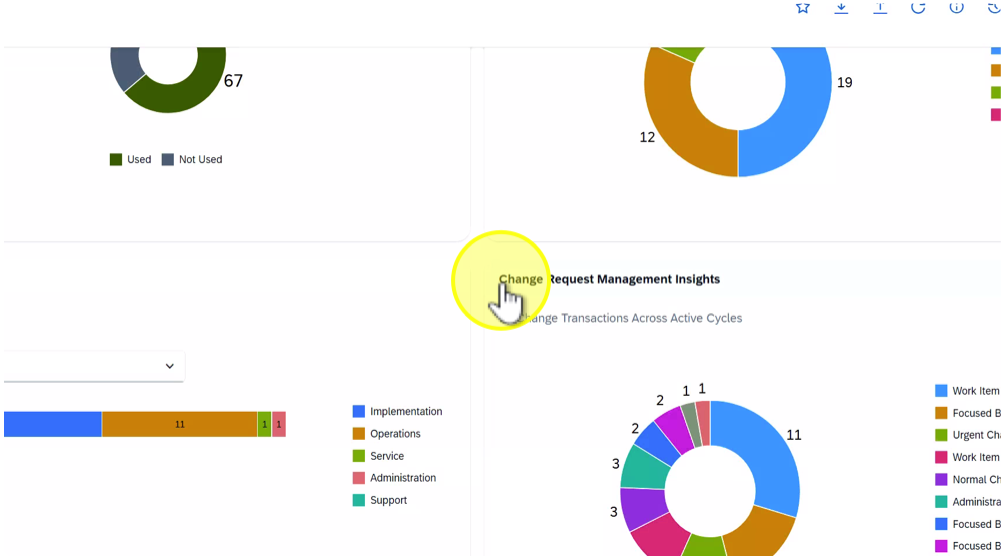 67
Used Not Used
19
12
Change Request Management Insights
Change Transactions Across Active Cycles
11 1 1
Implementation
Operations
Service
Administration
Support
1 1
2
11
2
3
3
Work Item
Focused B
Urgent Cha
Work Item
Normal Ch
Administra
Focused B
Focused B